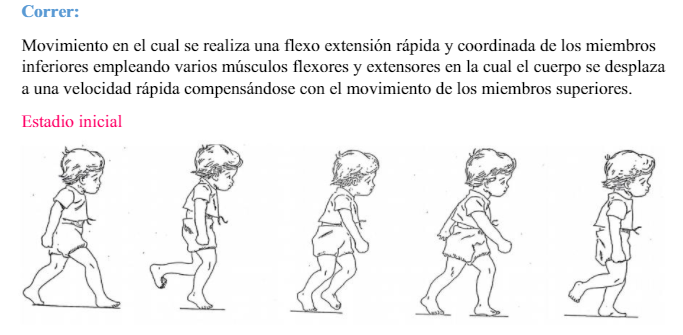 Correr:
Movimiento en el cual se realiza una flexo extensión rápida y coordinada de los miembros
inferiores empleando varios músculos flexores y extensores en la cual el cuerpo se desplaza
a una velocidad rápida compensándose con el movimiento de los miembros superiores.
Estadio inicial